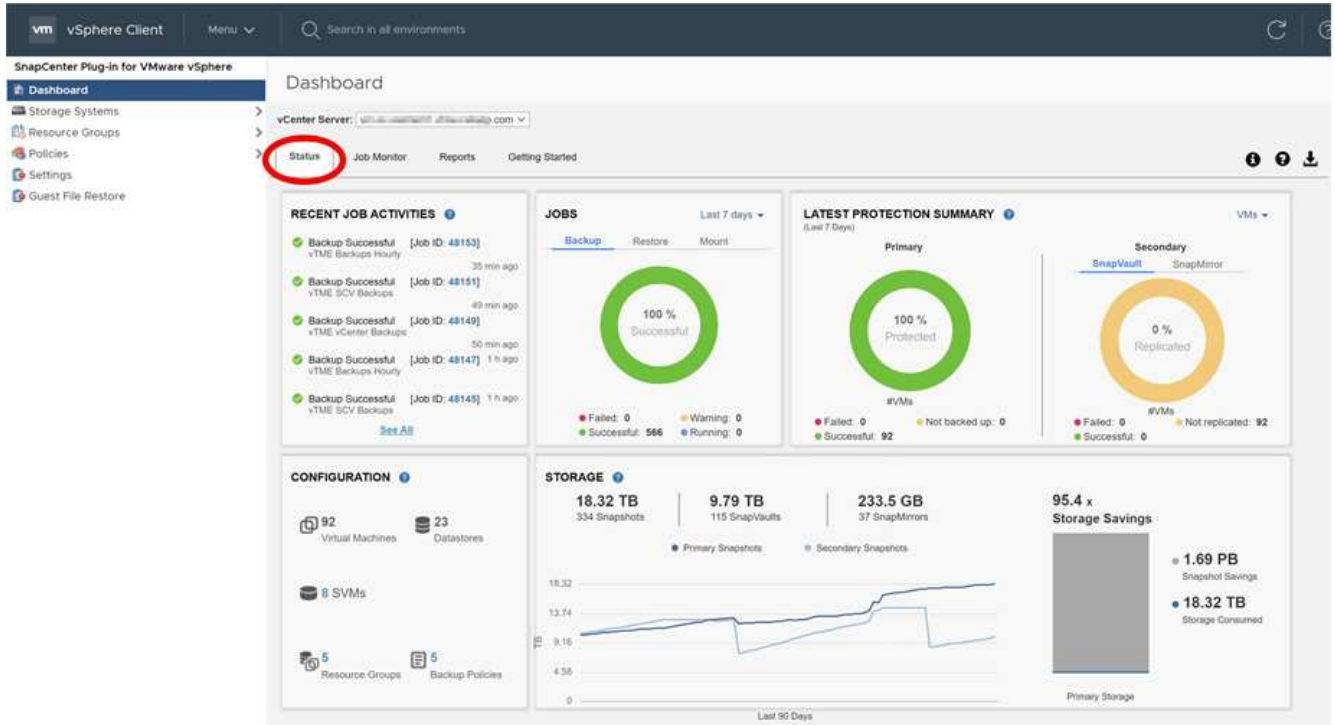 vm vSphere Client Menu Search in all environments
SnapCenter Plug-in for VMware vSphere
Dashboard
Storage Systems
Resource Groups
Policies
Settings
Guest File Restore
Dashboard
vCenter Server: .com
Status Job Monitor Reports Getting Started
RECENT JOB ACTIVITIES
Backup Successful [Job ID: 48153]
vTME Backups Hourly
35 min ago
Backup Successful [Job ID: 48151]
vTME SCV Backups
49 min ago
Backup Successful [Job ID: 48149]
vTME vCenter Backups
50 min ago
Backup Successful [Job ID: 48147] 1 h ago
vTME Backups Hourly
Backup Successful [Job ID: 48145] 1 h ago
vTME SCV Backups
See All
JOBS Last 7 days
Backup Restore Mount
100 %
Successful
Failed: 0 Warning: 0
Successful: 566 Running: 0
LATEST PROTECTION SUMMARY VMs
(Last 7 Days)
Primary
100 %
Protected
#VMs
Failed: 0 Not backed up: 0
Successful: 92
Secondary
SnapVault SnapMirror
0 %
Replicated
#VMs
Failed: 0 Not replicated: 92
Successful: 0
CONFIGURATION
92
Virtual Machines
23
Datastores
8 SVMs
5
Resource Groups
5
Backup Policies
STORAGE
18.32 TB 9.79 TB 233.5 GB
334 Snapshots 115 SnapVaults 37 SnapMirrors
Primary Snapshots Secondary Snapshots
18.32
13.74
9.16
4.58
0
TB
Last 90 Days
95.4 x
Storage Savings
1.69 PB
Snapshot Savings
18.32 TB
Storage Consumed
Primary Storage